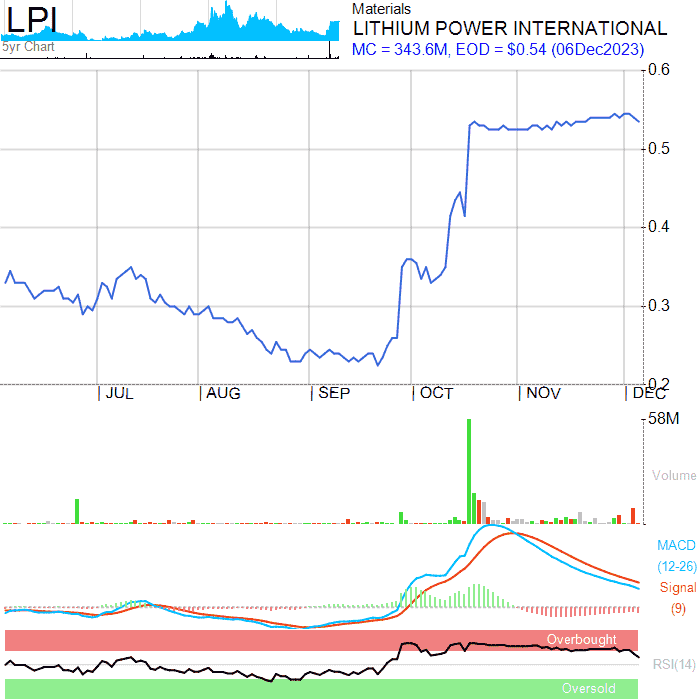 LPI
5yr Chart
Materials
LITHIUM POWER INTERNATIONAL
MC = 343.6M, EOD = $0.54 (06Dec2023)
0.6
0.5
0.4
0.3
0.2
JUL
AUG
SEP
OCT
NOV
DEC
58M
Volume
MACD
(12-26)
Signal
(9)
Overbought
RSI(14)
Oversold